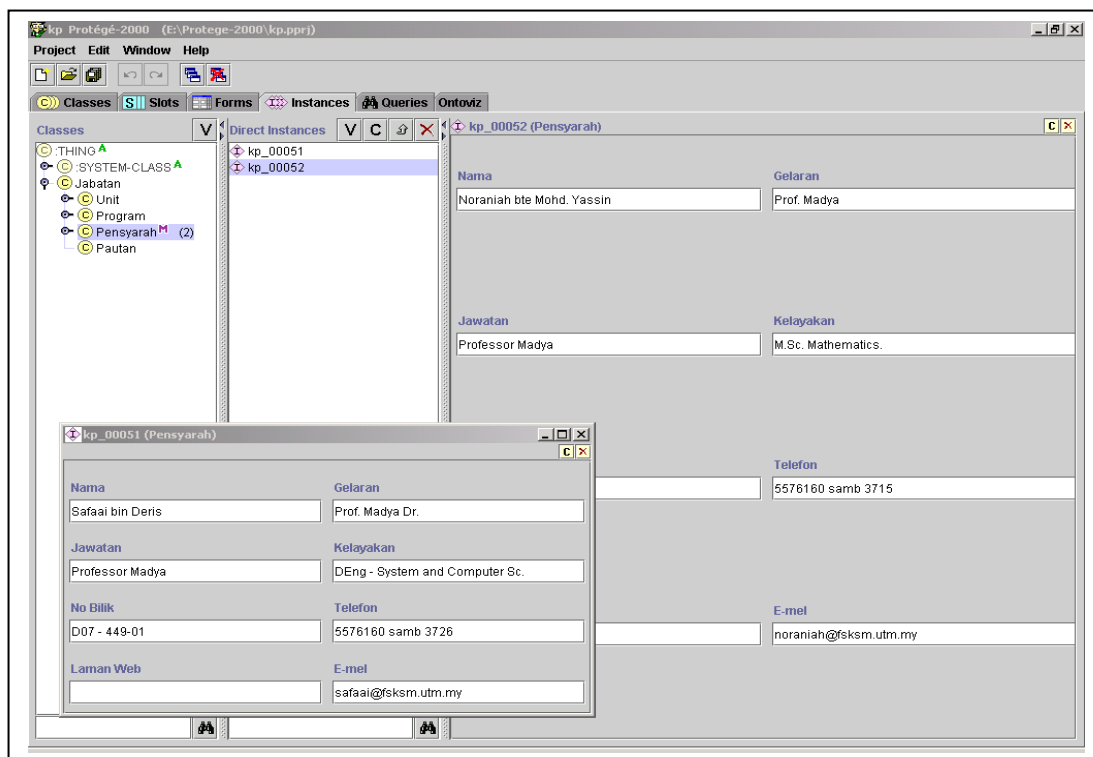 kp Protégé-2000 (E:\Protege-2000\kp.pprj)
Project Edit Window Help
C Classes S Slots Forms I Instances Queries Ontoviz
Classes V
Direct Instances V C
I kp_00052 (Pensyarah) C
C :THING A
C :SYSTEM-CLASS A
C Jabatan
C Unit
C Program
C Pensyarah M (2)
C Pautan
I kp_00051
I kp_00052
Nama Gelaran
Noraniah bte Mohd. Yassin Prof. Madya
Jawatan Kelayakan
Professor Madya M.Sc. Mathematics.
Telefon
5576160 samb 3715
E-mel
noraniah@fsksm.utm.my
I kp_00051 (Pensyarah)
C
Nama Gelaran
Safaai bin Deris Prof. Madya Dr.
Jawatan Kelayakan
Professor Madya DEng - System and Computer Sc.
No Bilik Telefon
D07 - 449-01 5576160 samb 3726
Laman Web E-mel
safaai@fsksm.utm.my